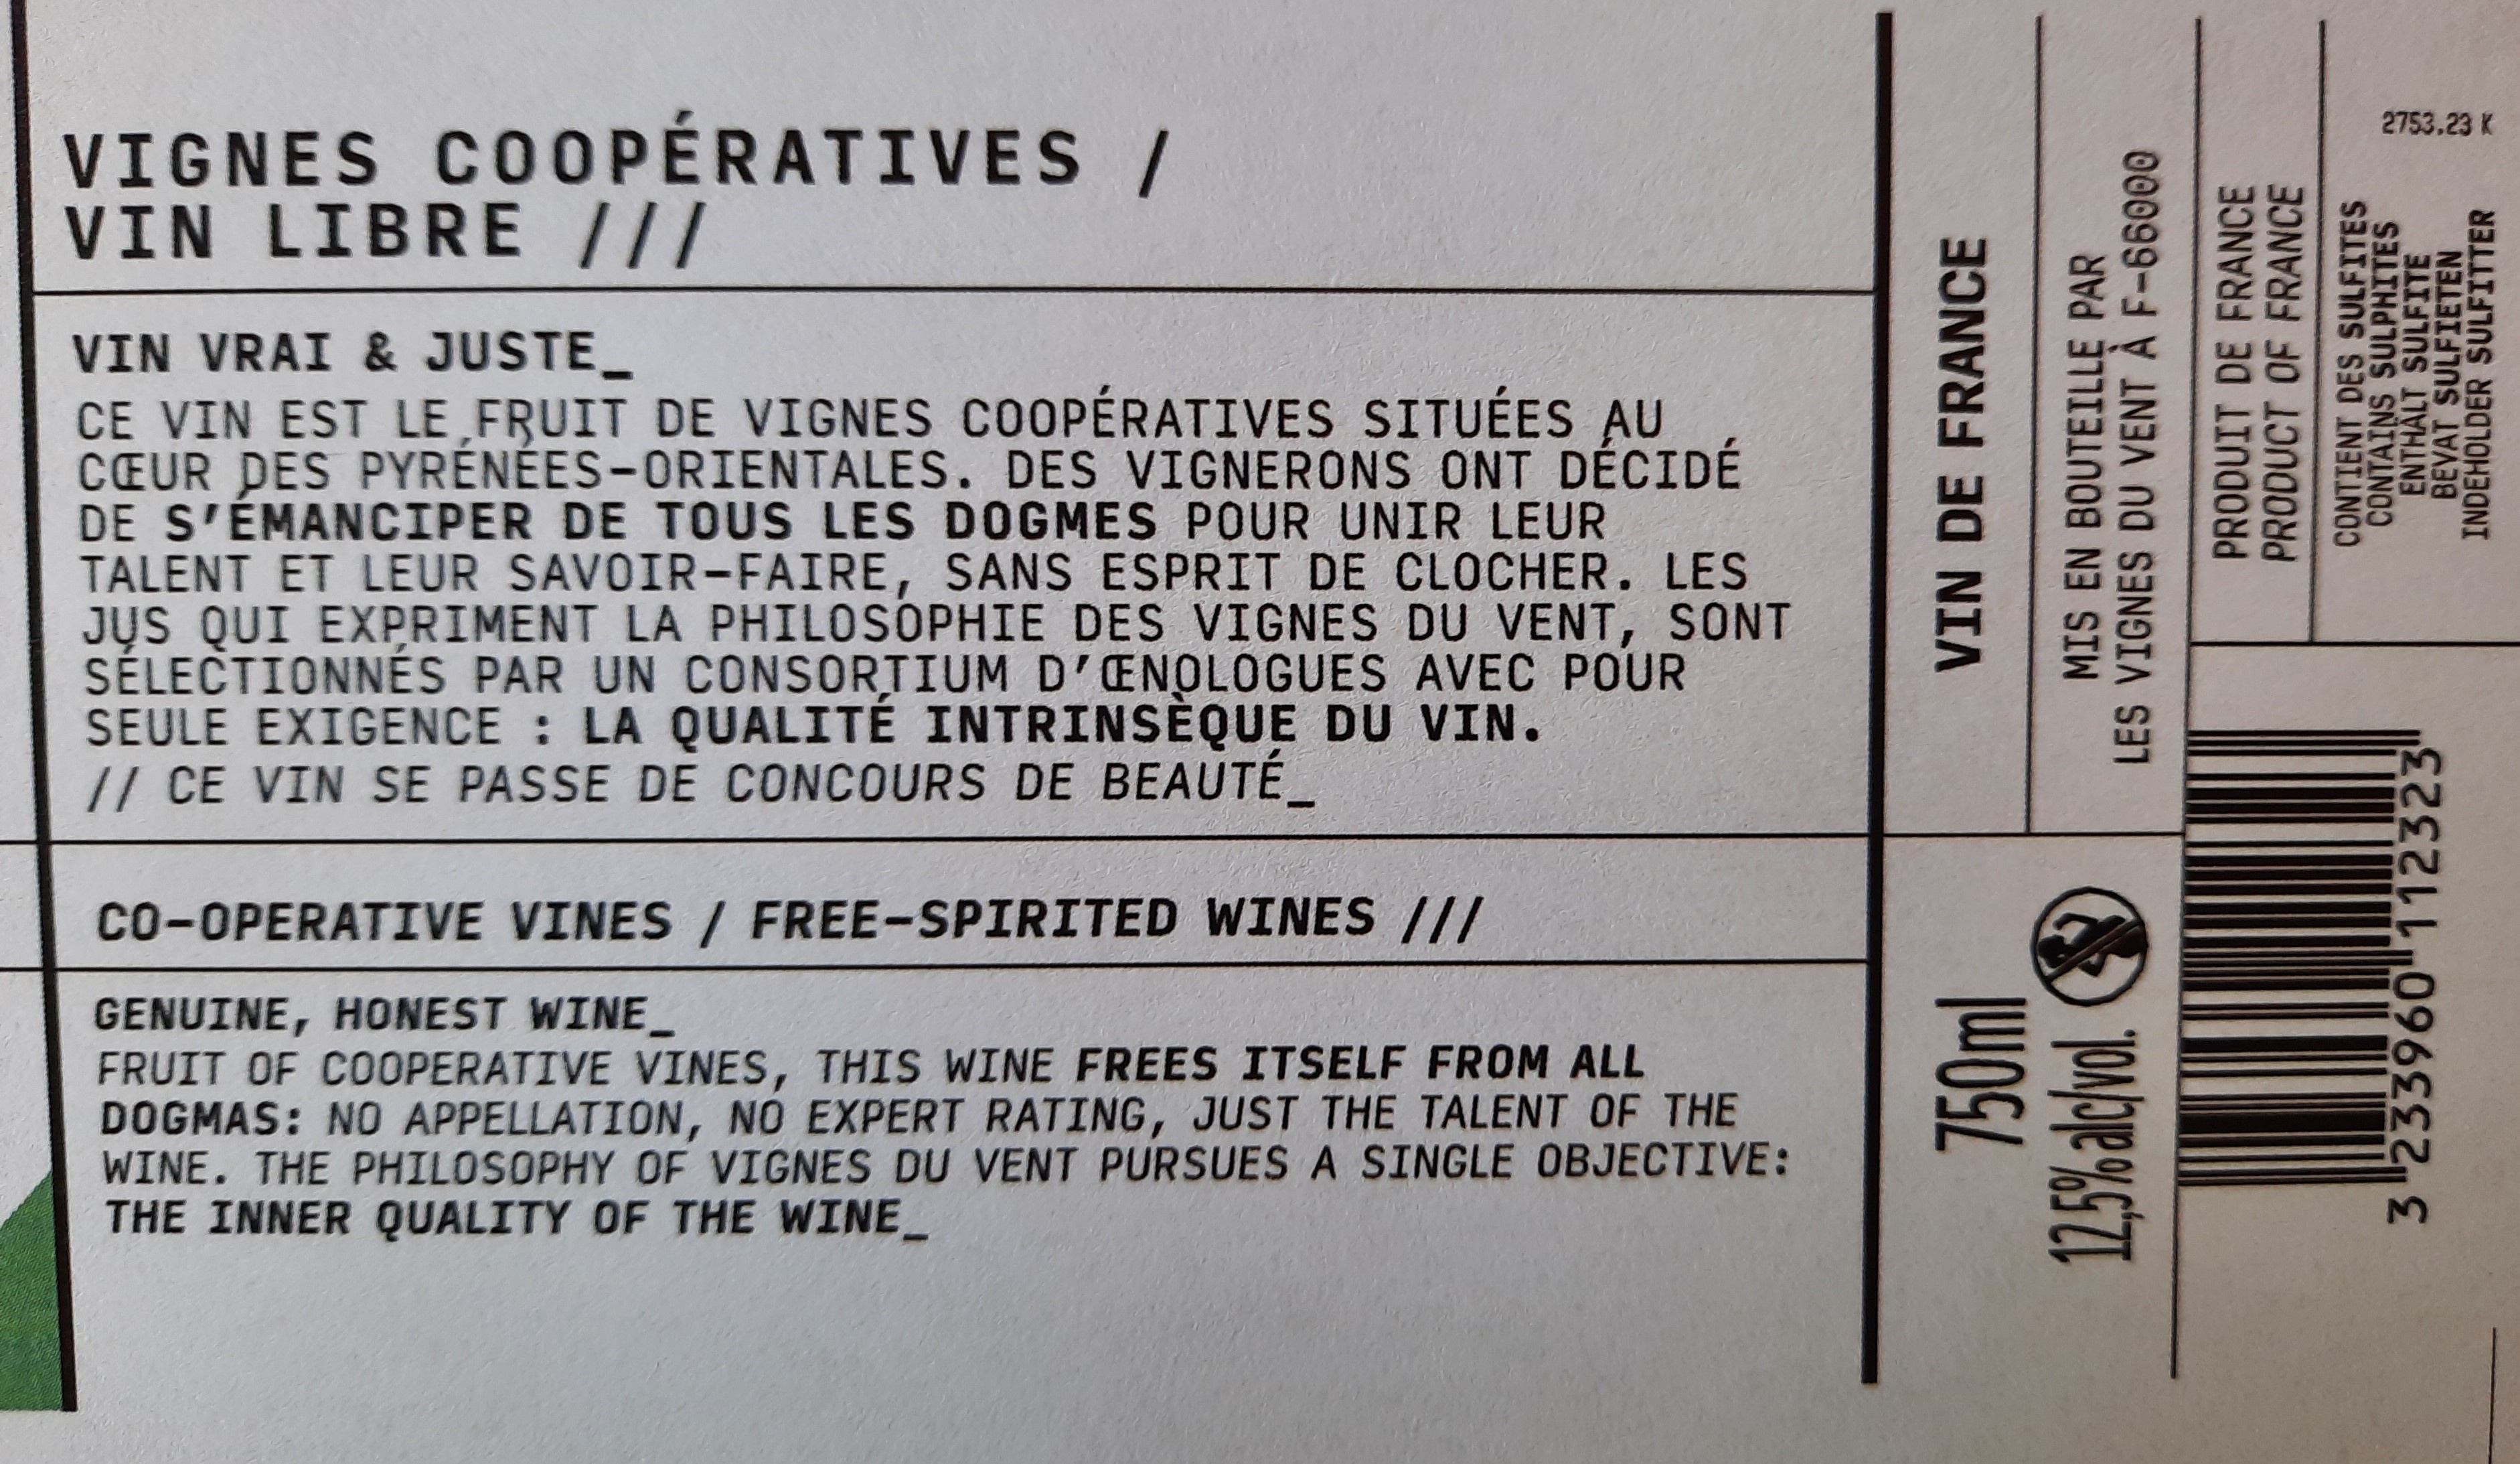 VIGNES COOPÉRATIVES /
VIN LIBRE ///
VIN VRAI & JUSTE_
CE VIN EST LE FRUIT DE VIGNES COOPÉRATIVES SITUÉES AU
CŒUR DES PYRÉNÉES-ORIENTALES. DES VIGNERONS ONT DÉCIDÉ
DE S'ÉMANCIPER DE TOUS LES DOGMES POUR UNIR LEUR
TALENT ET LEUR SAVOIR-FAIRE, SANS ESPRIT DE CLOCHER. LES
JUS QUI EXPRIMENT LA PHILOSOPHIE DES VIGNES DU VENT, SONT
SÉLECTIONNÉS PAR UN CONSORTIUM D'ŒNOLOGUES AVEC POUR
SEULE EXIGENCE : LA QUALITÉ INTRINSÈQUE DU VIN.
// CE VIN SE PASSE DE CONCOURS DE BEAUTÉ_
CO-OPERATIVE VINES / FREE-SPIRITED WINES ///
GENUINE, HONEST WINE_
FRUIT OF COOPERATIVE VINES, THIS WINE FREES ITSELF FROM ALL
DOGMAS: NO APPELLATION, NO EXPERT RATING, JUST THE TALENT OF THE
WINE. THE PHILOSOPHY OF VIGNES DU VENT PURSUES A SINGLE OBJECTIVE:
THE INNER QUALITY OF THE WINE_
VIN DE FRANCE
MIS EN BOUTEILLE PAR
LES VIGNES DU VENT À F-66000
PRODUIT DE FRANCE
PRODUCT OF FRANCE
2753.23 K
CONTIENT DES SULFITES
CONTAINS SULPHITES
ENTHÄLT SULFITE
BEVAT SULFIETEN
INDEHOLDER SULFITTER
750ml
12,5% alc/vol.
3 233960 112323